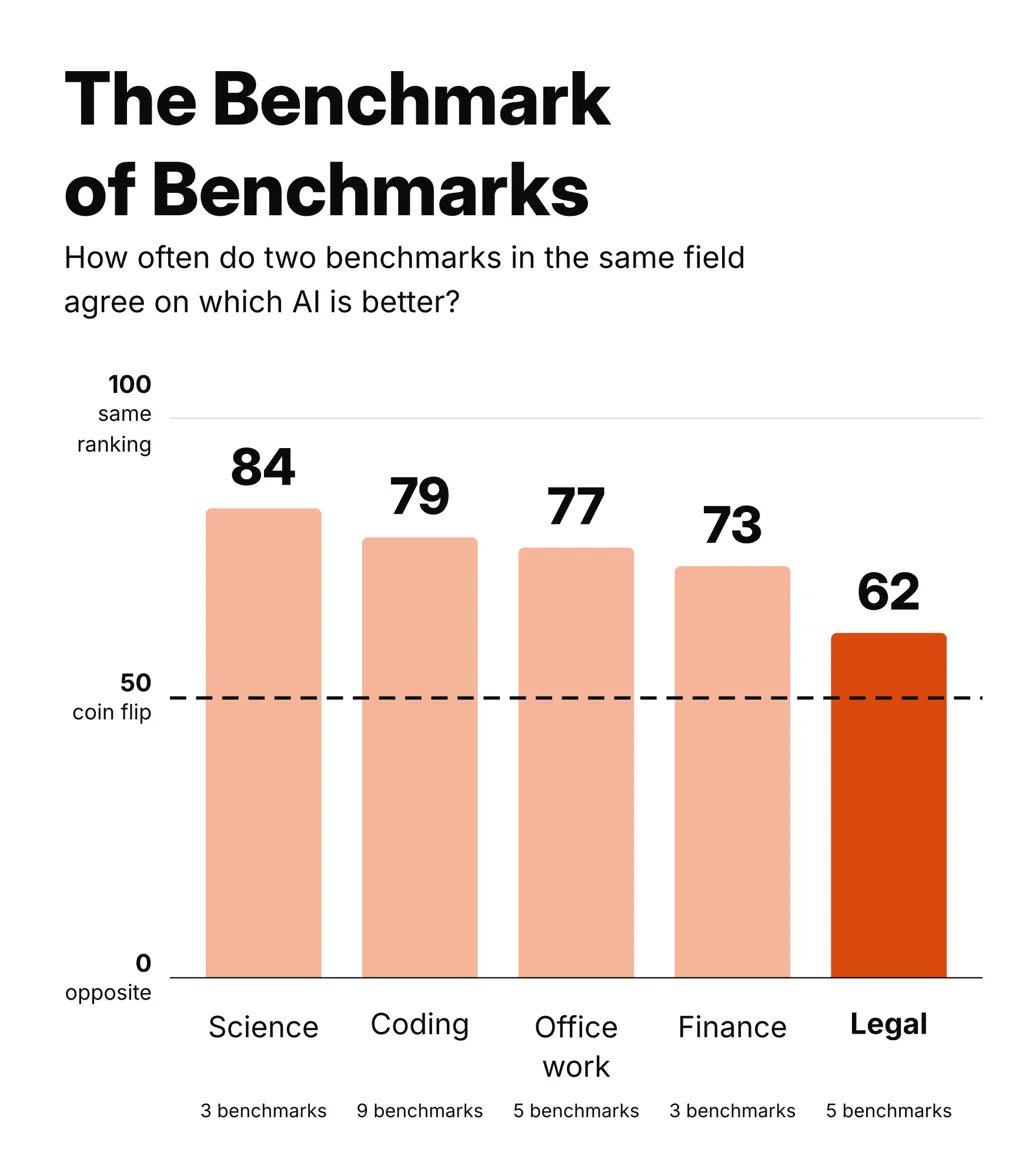 The Benchmark
of Benchmarks
How often do two benchmarks in the same field
agree on which AI is better?
100
same
ranking
84
79
77
73
62
50
coin flip
0
opposite
Science
Coding
Office
work
Finance
Legal
3 benchmarks
9 benchmarks
5 benchmarks
3 benchmarks
5 benchmarks